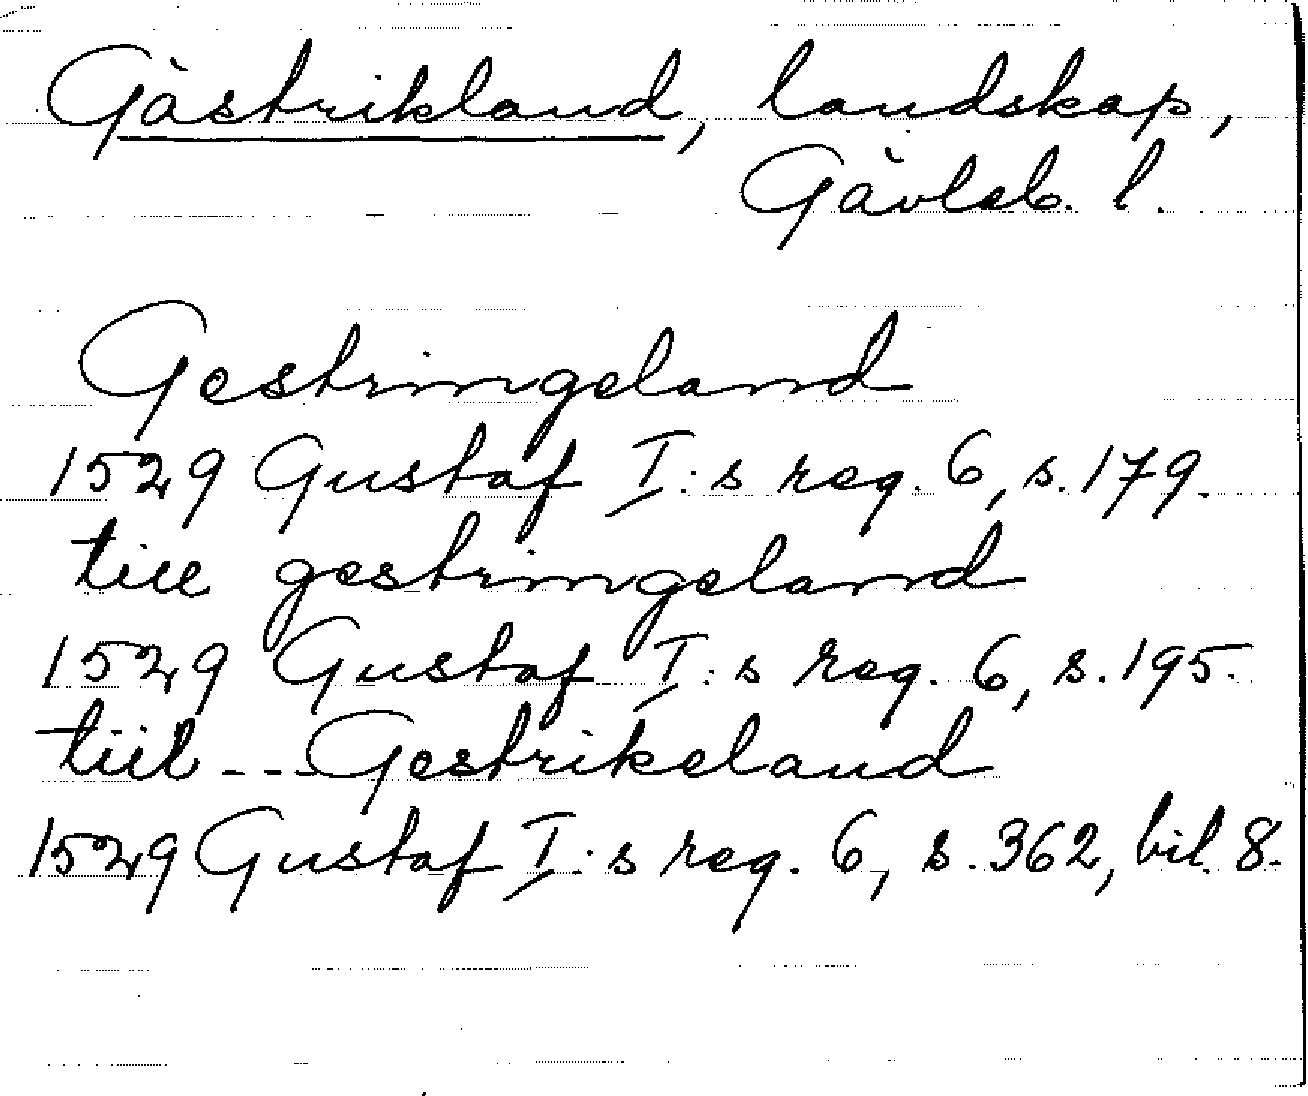 Gästrikland, landskap,
Gävleb. l.
Gestringeland
1529 Gustaf I:s reg. 6, s. 179.
till gestringeland
1529 Gustaf I:s reg. 6, s. 195.
tiil --- Gestrikeland
1529 Gustaf I:s reg. 6, s. 362, bil. 8.